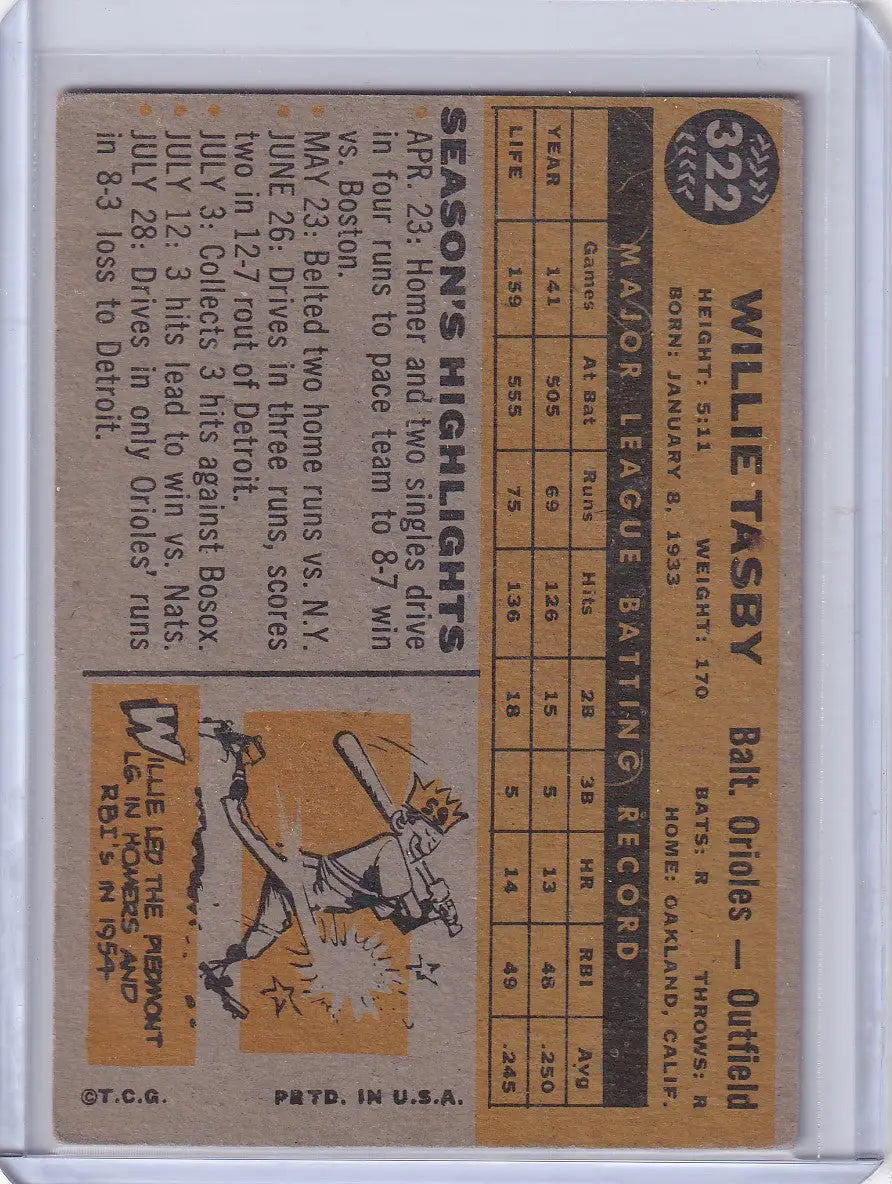 322
WILLIE TASBY Balt. Orioles — Outfield
HEIGHT: 5:11 WEIGHT: 170 BATS: R THROWS: R
BORN: JANUARY 8, 1933 HOME: OAKLAND, CALIF.
MAJOR LEAGUE BATTING RECORD
Games At Bat Runs Hits 2B 3B HR RBI Avg
YEAR 141 505 69 126 15 5 13 48 .250
LIFE 159 555 75 136 18 5 14 49 .245
SEASON'S HIGHLIGHTS
• APR. 23: Homer and two singles drive
in four runs to pace team to 8-7 win
vs. Boston.
• MAY 23: Belted two home runs vs. N.Y.
• JUNE 26: Drives in three runs, scores
two in 12-7 rout of Detroit.
• JULY 3: Collects 3 hits against Bosox.
• JULY 12: 3 hits lead to win vs. Nats.
• JULY 28: Drives in only Orioles' runs
in 8-3 loss to Detroit.
WILLIE LED THE PIEDMONT
LG IN HOMERS AND
RBI'S IN 1954
©T.C.G. PRTD. IN U.S.A.